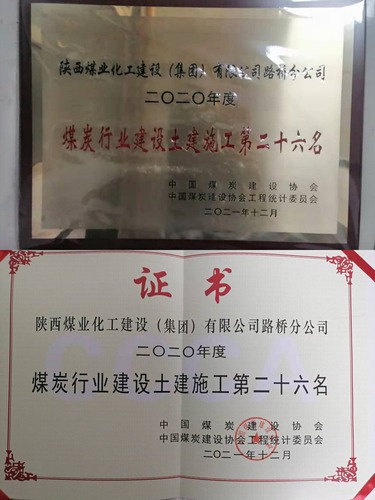 陕西煤业化工建设（集团）有限公司路桥分公司
二〇二〇年度
煤炭行业建设土建施工第二十六名
中国煤炭建设协会
中国煤炭建设协会工程统计委员会
二〇二一年十二月
证书
陕西煤业化工建设（集团）有限公司路桥分公司
二〇二〇年度
煤炭行业建设土建施工第二十六名
中国煤炭建设协会
中国煤炭建设协会工程统计委员会
二〇二一年十二月